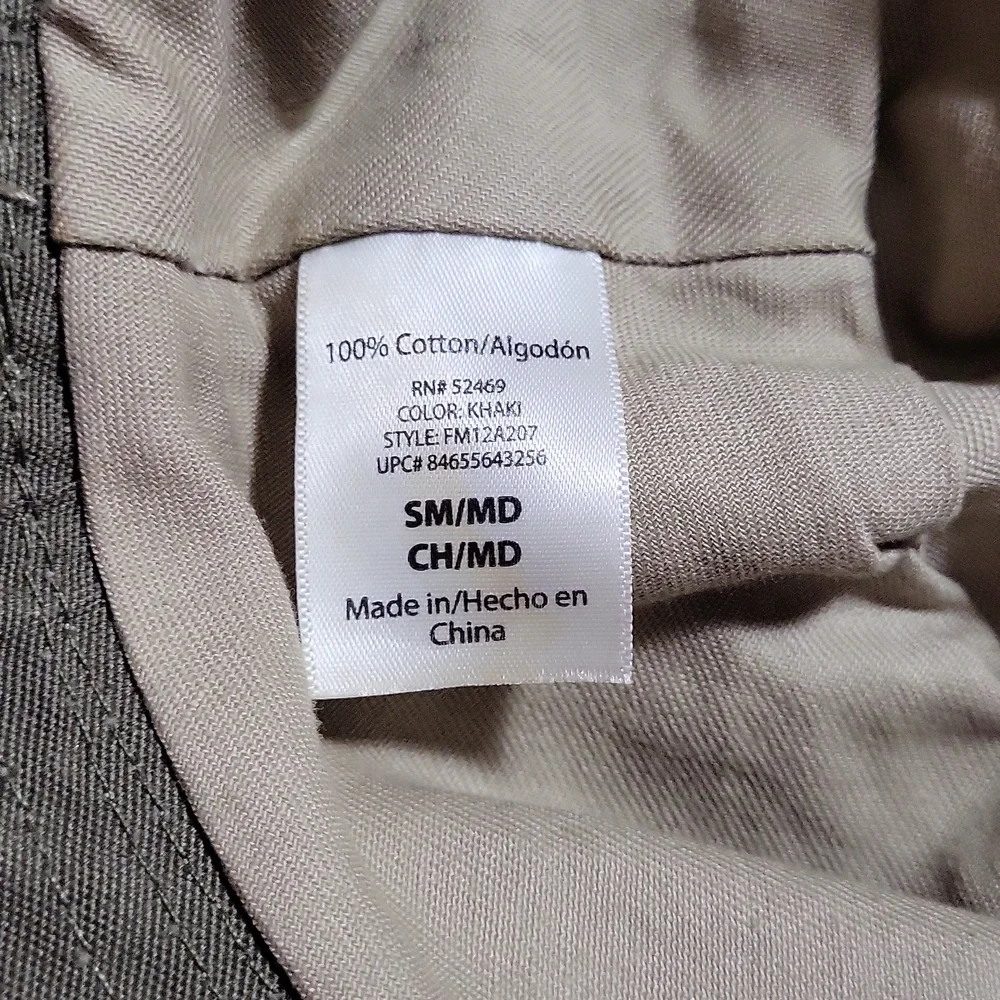 100% Cotton/Algodón
RN# 52469
COLOR: KHAKI
STYLE: FM12A207
UPC# 84655643256
SM/MD
CH/MD
Made in/Hecho en
China